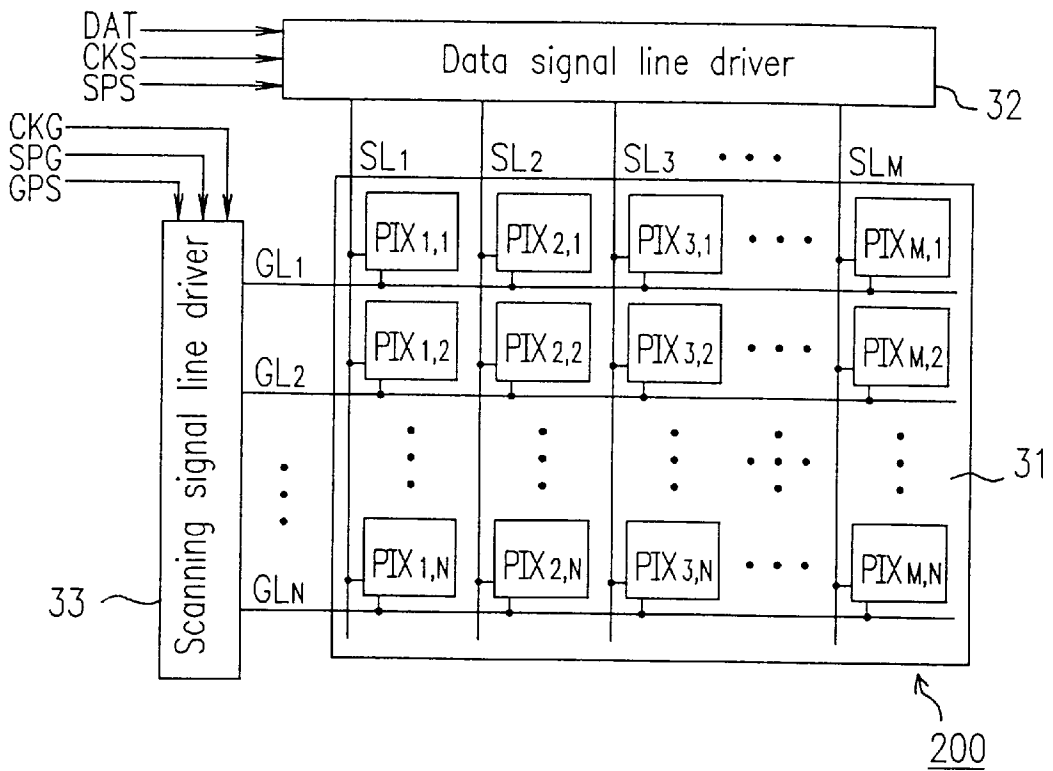 DAT
CKS
SPS
Data signal line driver
32
CKG
SPG
GPS
SL1 SL2 SL3 • • • SLM
Scanning signal line driver
33
GL1
PIX1,1 PIX2,1 PIX3,1 • • • PIXM,1
GL2
PIX1,2 PIX2,2 PIX3,2 • • • PIXM,2
31
GLN
PIX1,N PIX2,N PIX3,N • • • PIXM,N
200